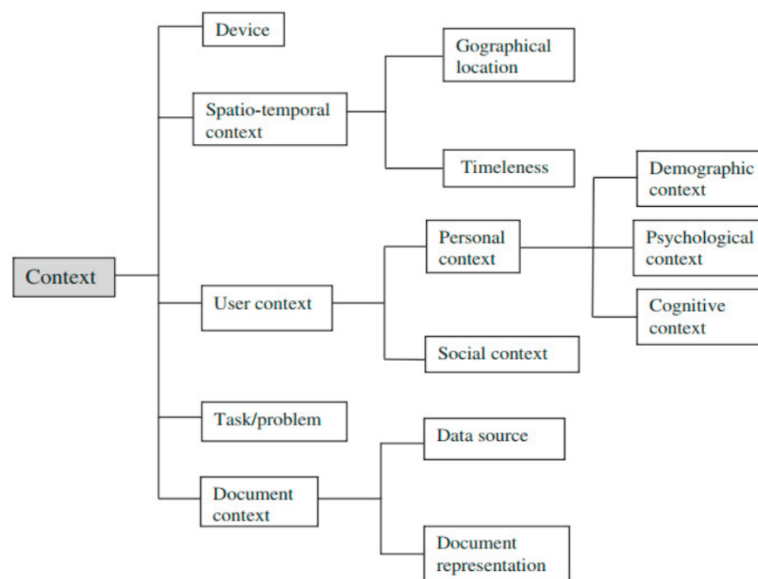 Device
Gographical
location
Spatio-temporal
context
Timeleness
Demographic
context
Personal
context
Psychological
context
Context
User context
Cognitive
context
Social context
Task/problem
Data source
Document
context
Document
representation